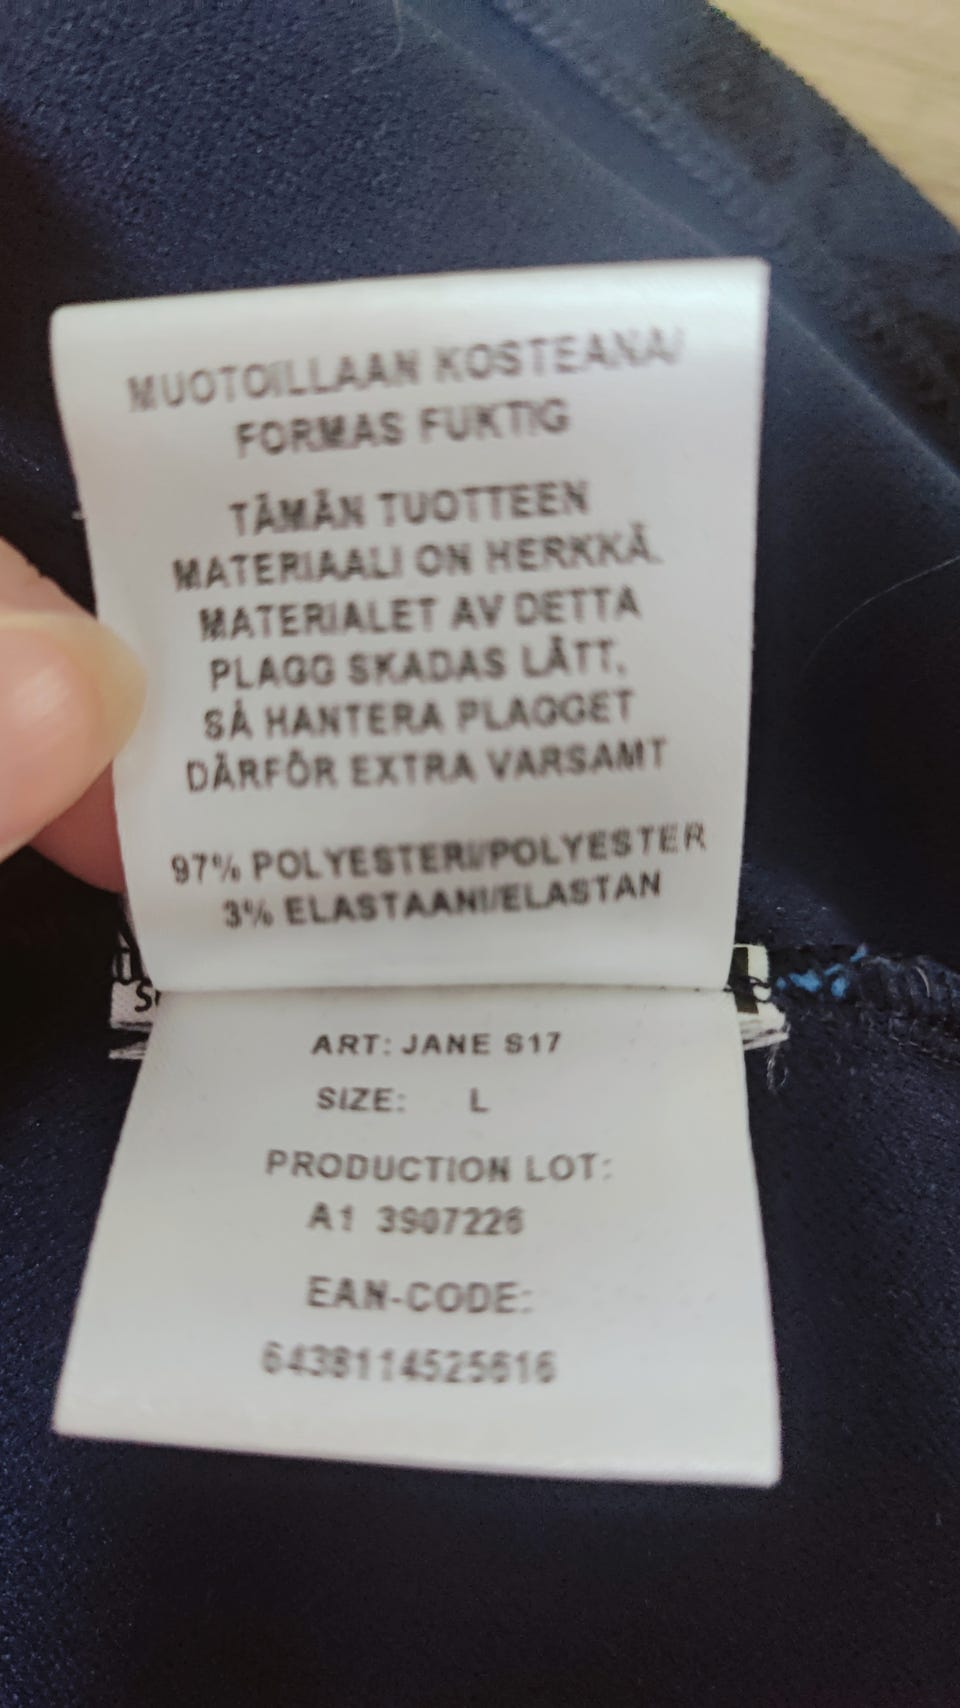 MUOTOILLAAN KOSTEANA/
FORMAS FUKTIG
TÄMÄN TUOTTEEN
MATERIAALI ON HERKKÄ.
MATERIALET AV DETTA
PLAGG SKADAS LÄTT,
SÅ HANTERA PLAGGET
DÄRFÖR EXTRA VARSAMT
97% POLYESTERI/POLYESTER
3% ELASTAANI/ELASTAN
ART: JANE S17
SIZE: L
PRODUCTION LOT:
A1 3907226
EAN-CODE:
6438114525616